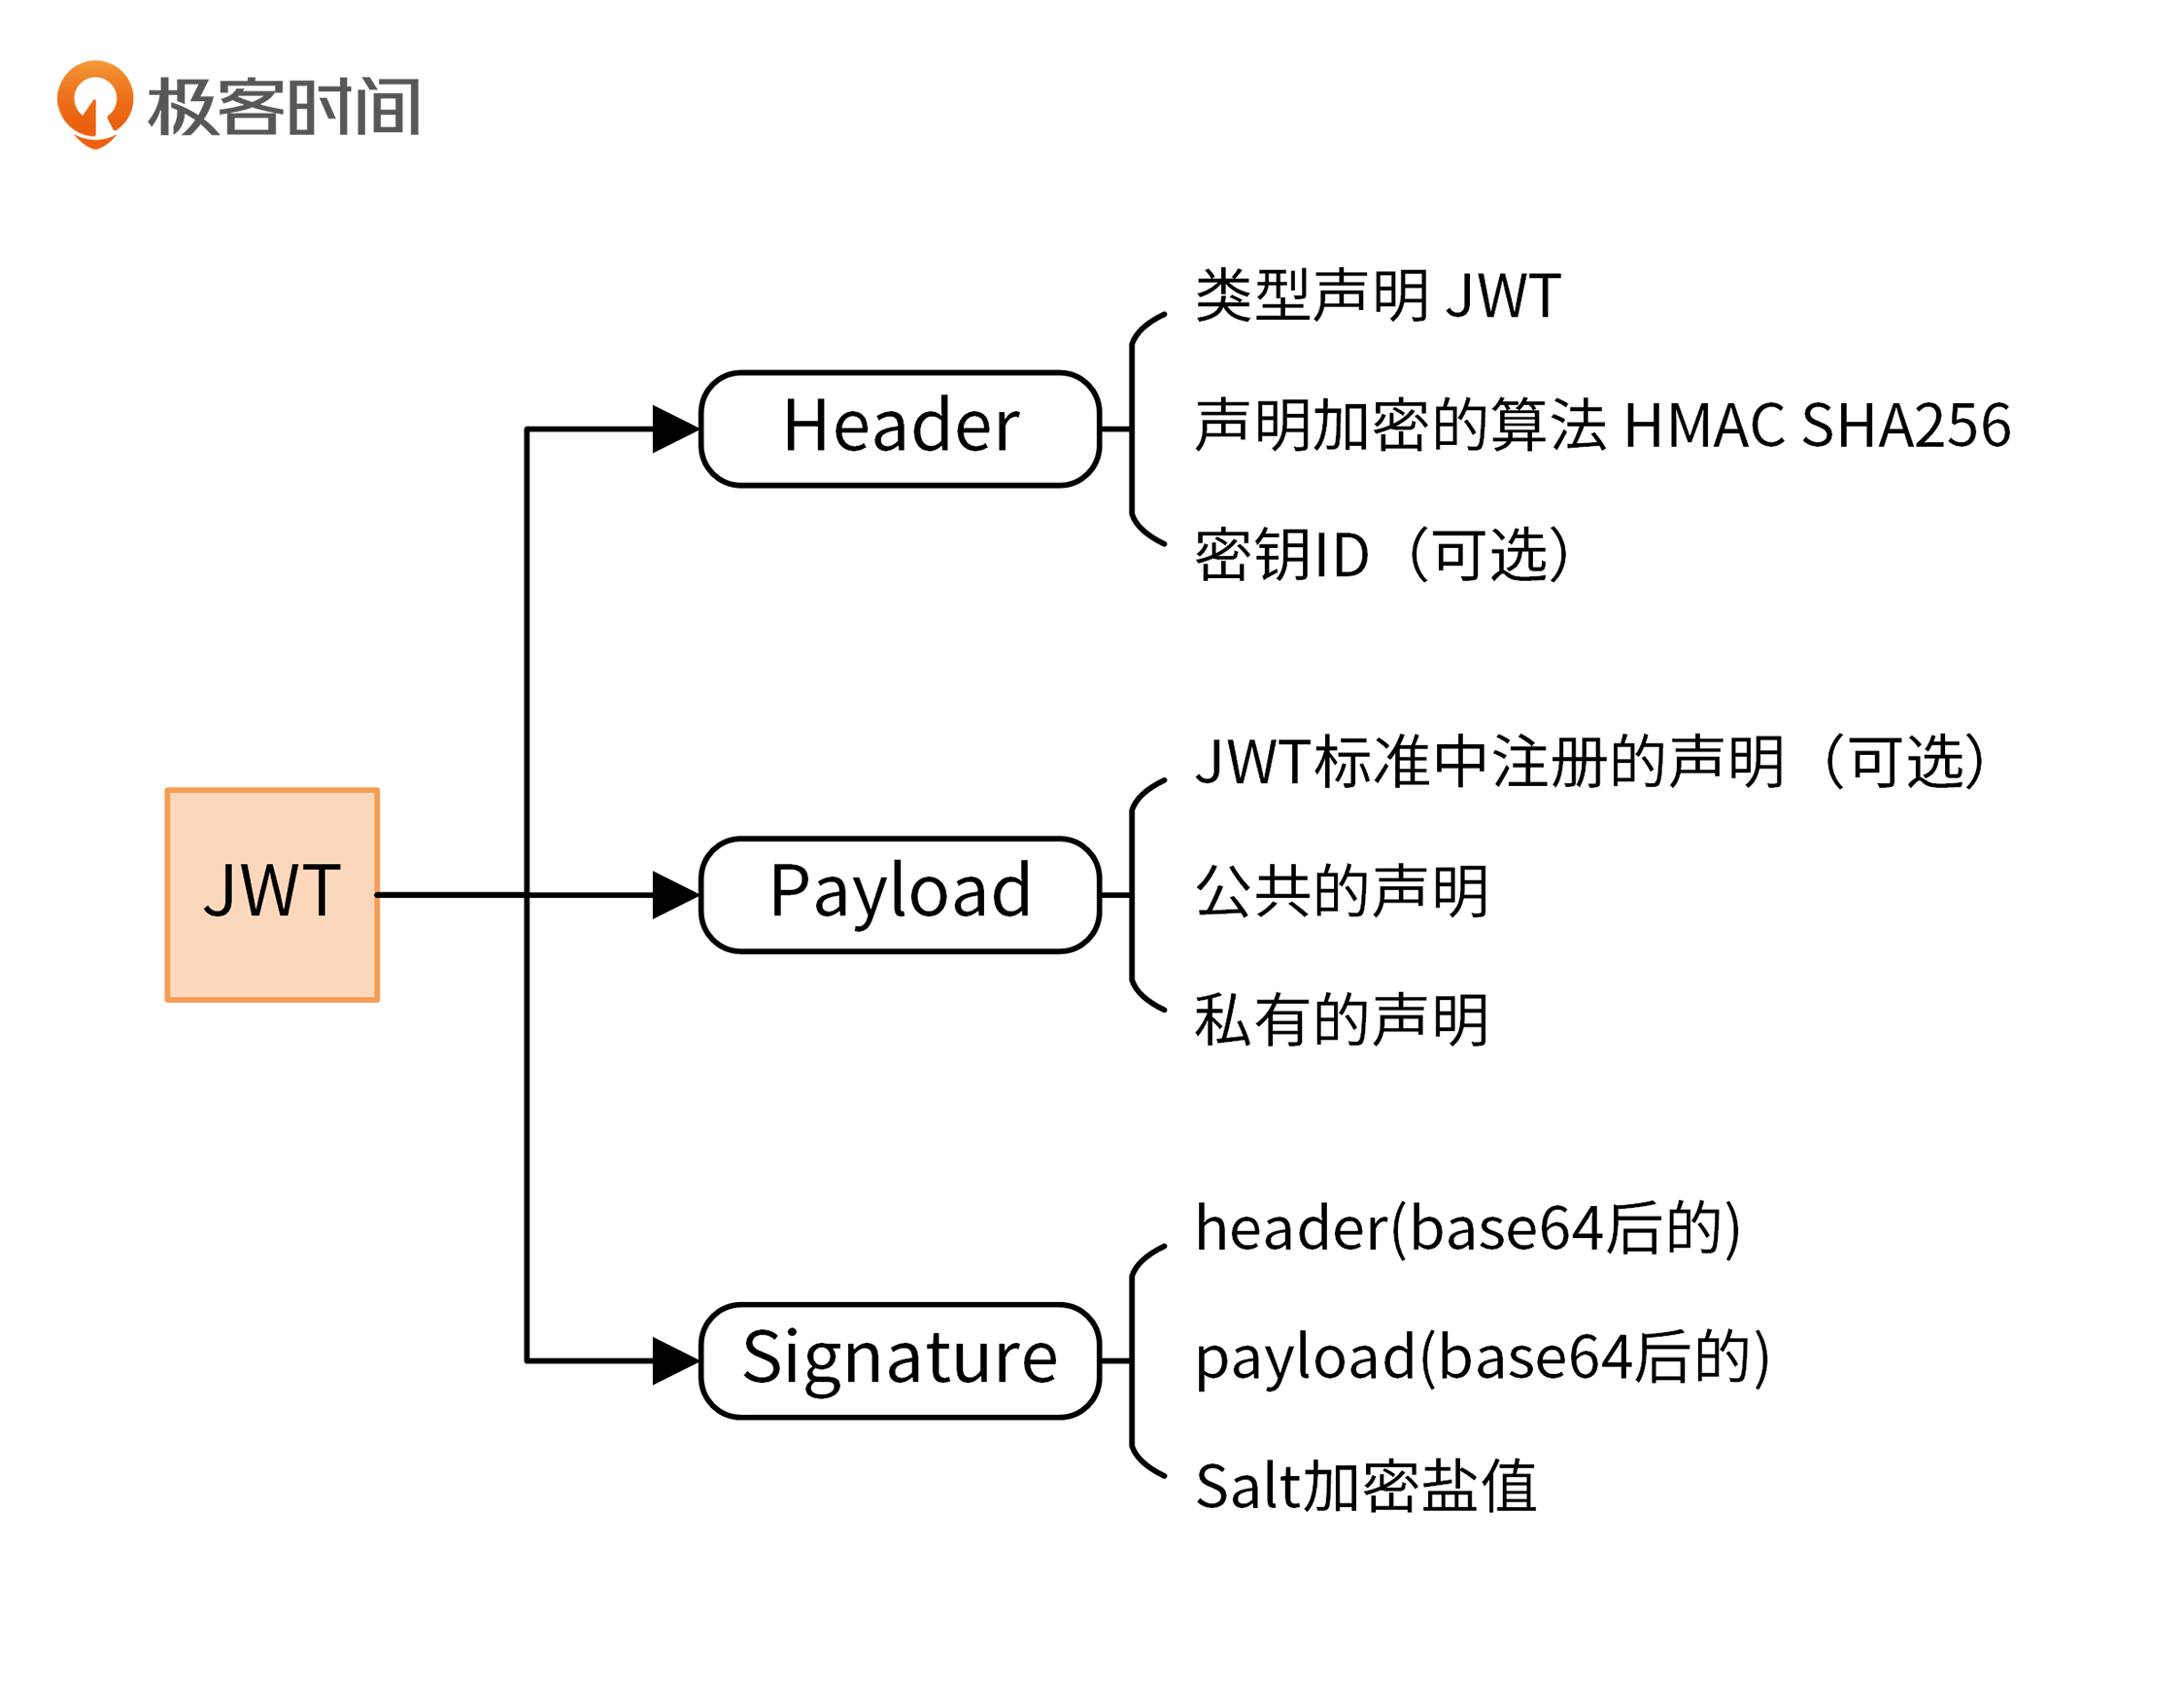 极客时间
类型声明 JWT
Header
声明加密的算法 HMAC SHA256
密钥ID（可选）
JWT
JWT标准中注册的声明（可选）
Payload
公共的声明
私有的声明
header(base64后的)
Signature
payload(base64后的)
Salt加密盐值